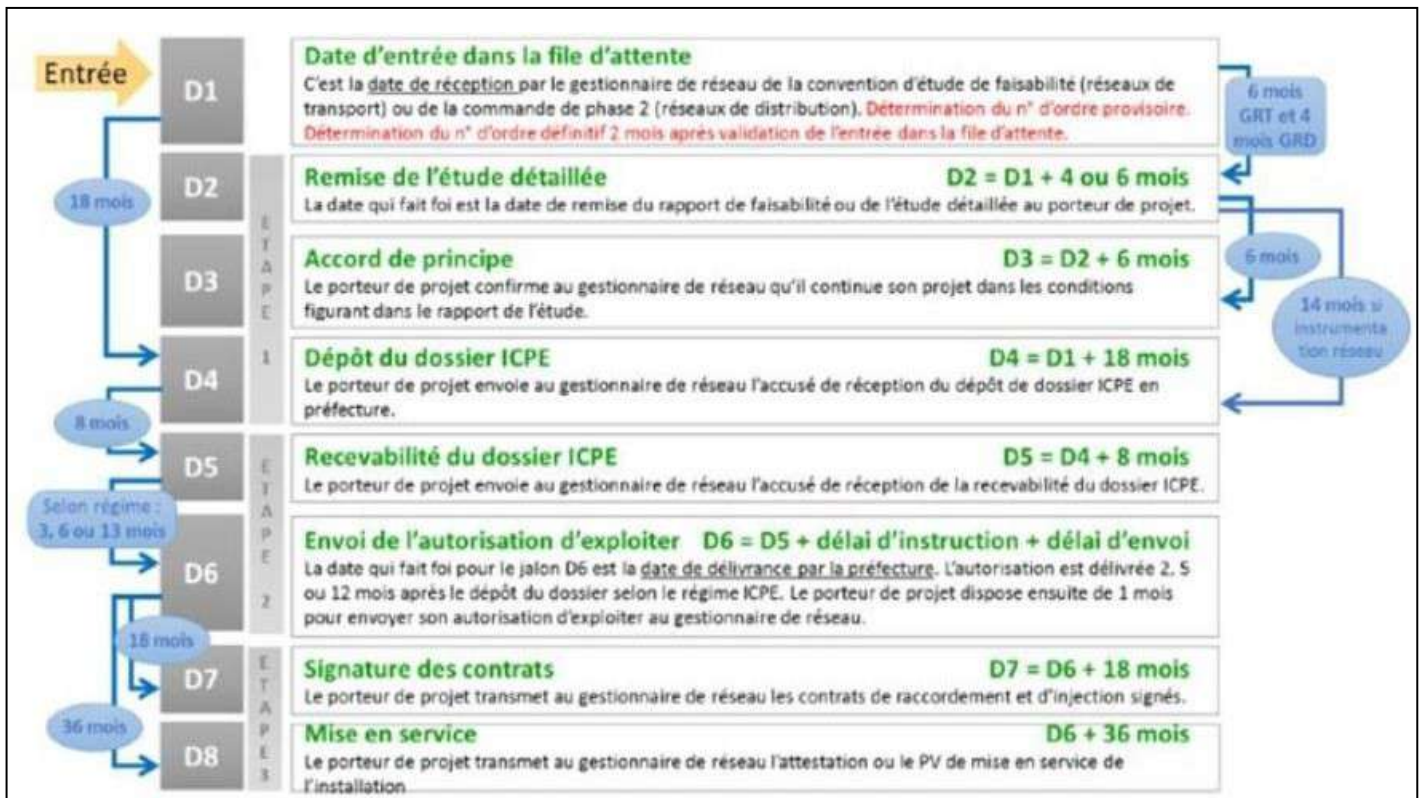 Entrée
D1
Date d'entrée dans la file d'attente
C'est la date de réception par le gestionnaire de réseau de la convention d'étude de faisabilité (réseaux de
transport) ou de la commande de phase 2 (réseaux de distribution). Détermination du n° d'ordre provisoire.
Détermination du n° d'ordre définitif 2 mois après validation de l'entrée dans la file d'attente.
6 mois
GRT et 4
mois GRD
18 mois
ETAPE 1
D2
Remise de l'étude détaillée D2 = D1 + 4 ou 6 mois
La date qui fait foi est la date de remise du rapport de faisabilité ou de l'étude détaillée au porteur de projet.
D3
Accord de principe D3 = D2 + 6 mois
Le porteur de projet confirme au gestionnaire de réseau qu'il continue son projet dans les conditions
figurant dans le rapport de l'étude.
6 mois
14 mois si
instrumenta
tion réseau
D4
Dépôt du dossier ICPE D4 = D1 + 18 mois
Le porteur de projet envoie au gestionnaire de réseau l'accusé de réception du dépôt de dossier ICPE en
préfecture.
8 mois
ETAPE 2
D5
Recevabilité du dossier ICPE D5 = D4 + 8 mois
Le porteur de projet envoie au gestionnaire de réseau l'accusé de réception de la recevabilité du dossier ICPE.
Selon régime :
3, 6 ou 13 mois
D6
Envoi de l'autorisation d'exploiter D6 = D5 + délai d'instruction + délai d'envoi
La date qui fait foi pour le jalon D6 est la date de délivrance par la préfecture. L'autorisation est délivrée 2, 5
ou 12 mois après le dépôt du dossier selon le régime ICPE. Le porteur de projet dispose ensuite de 1 mois
pour envoyer son autorisation d'exploiter au gestionnaire de réseau.
18 mois
ETAPE 3
D7
Signature des contrats D7 = D6 + 18 mois
Le porteur de projet transmet au gestionnaire de réseau les contrats de raccordement et d'injection signés.
36 mois
D8
Mise en service D6 + 36 mois
Le porteur de projet transmet au gestionnaire de réseau l'attestation ou le PV de mise en service de
l'installation